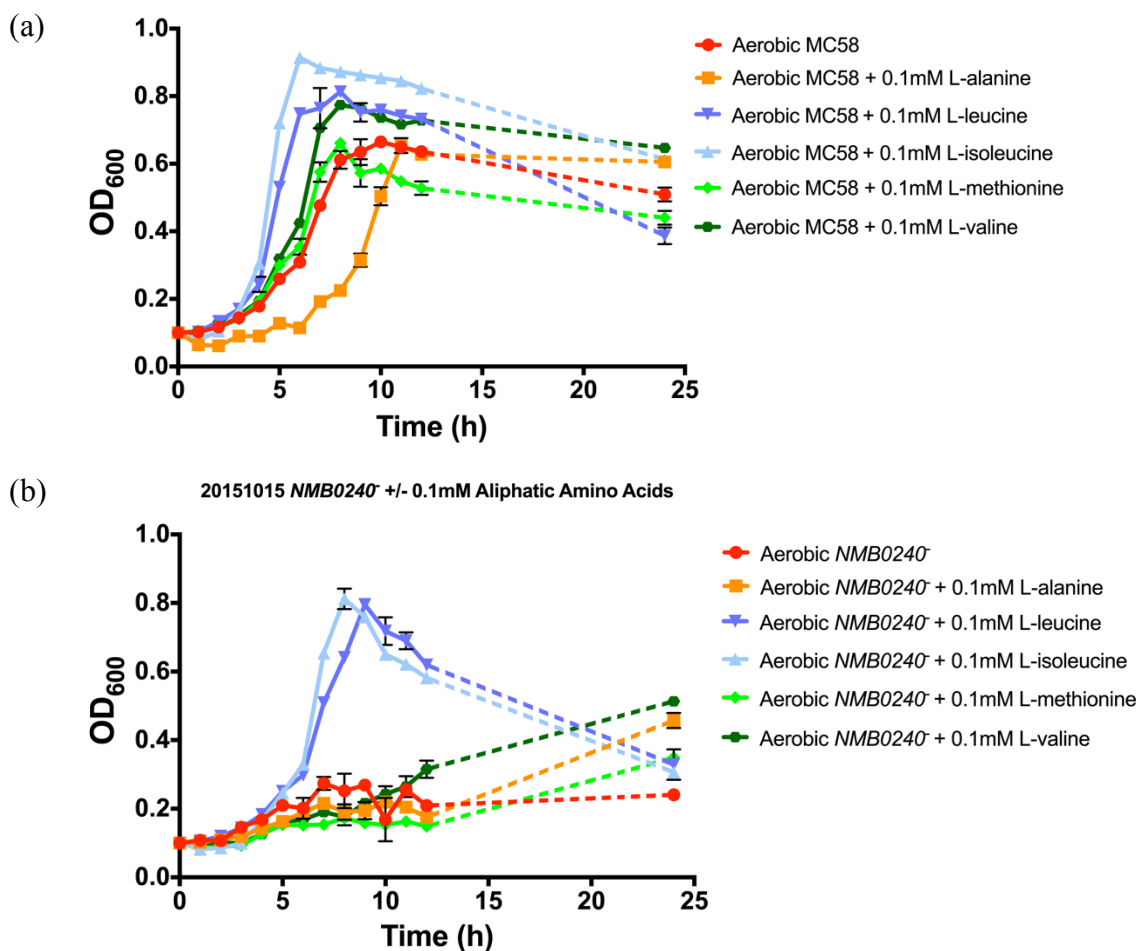 (a)
Aerobic MC58
Aerobic MC58 + 0.1mM L-alanine
Aerobic MC58 + 0.1mM L-leucine
Aerobic MC58 + 0.1mM L-isoleucine
Aerobic MC58 + 0.1mM L-methionine
Aerobic MC58 + 0.1mM L-valine
OD600
1.0
0.8
0.6
0.4
0.2
0.0
0 5 10 15 20 25
Time (h)
(b)
20151015 NMB0240- +/- 0.1mM Aliphatic Amino Acids
Aerobic NMB0240-
Aerobic NMB0240- + 0.1mM L-alanine
Aerobic NMB0240- + 0.1mM L-leucine
Aerobic NMB0240- + 0.1mM L-isoleucine
Aerobic NMB0240- + 0.1mM L-methionine
Aerobic NMB0240- + 0.1mM L-valine
OD600
1.0
0.8
0.6
0.4
0.2
0.0
0 5 10 15 20 25
Time (h)